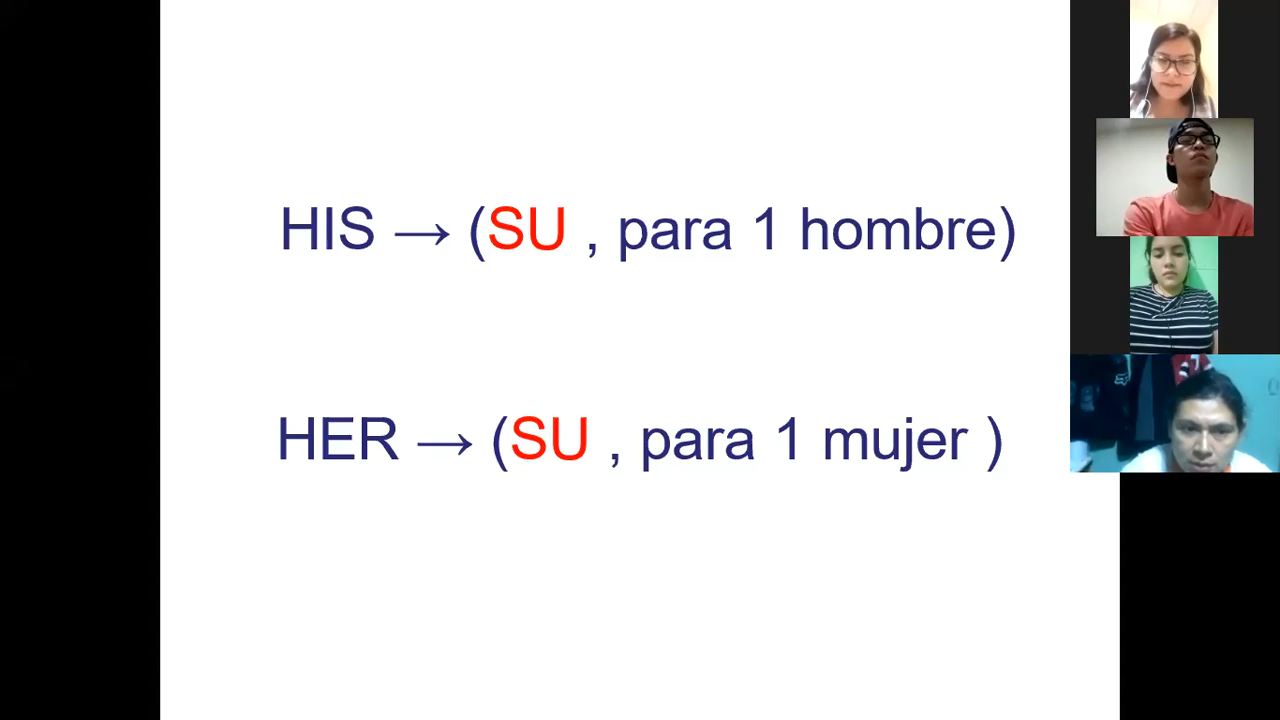 HIS → (SU , para 1 hombre)
HER → (SU , para 1 mujer )